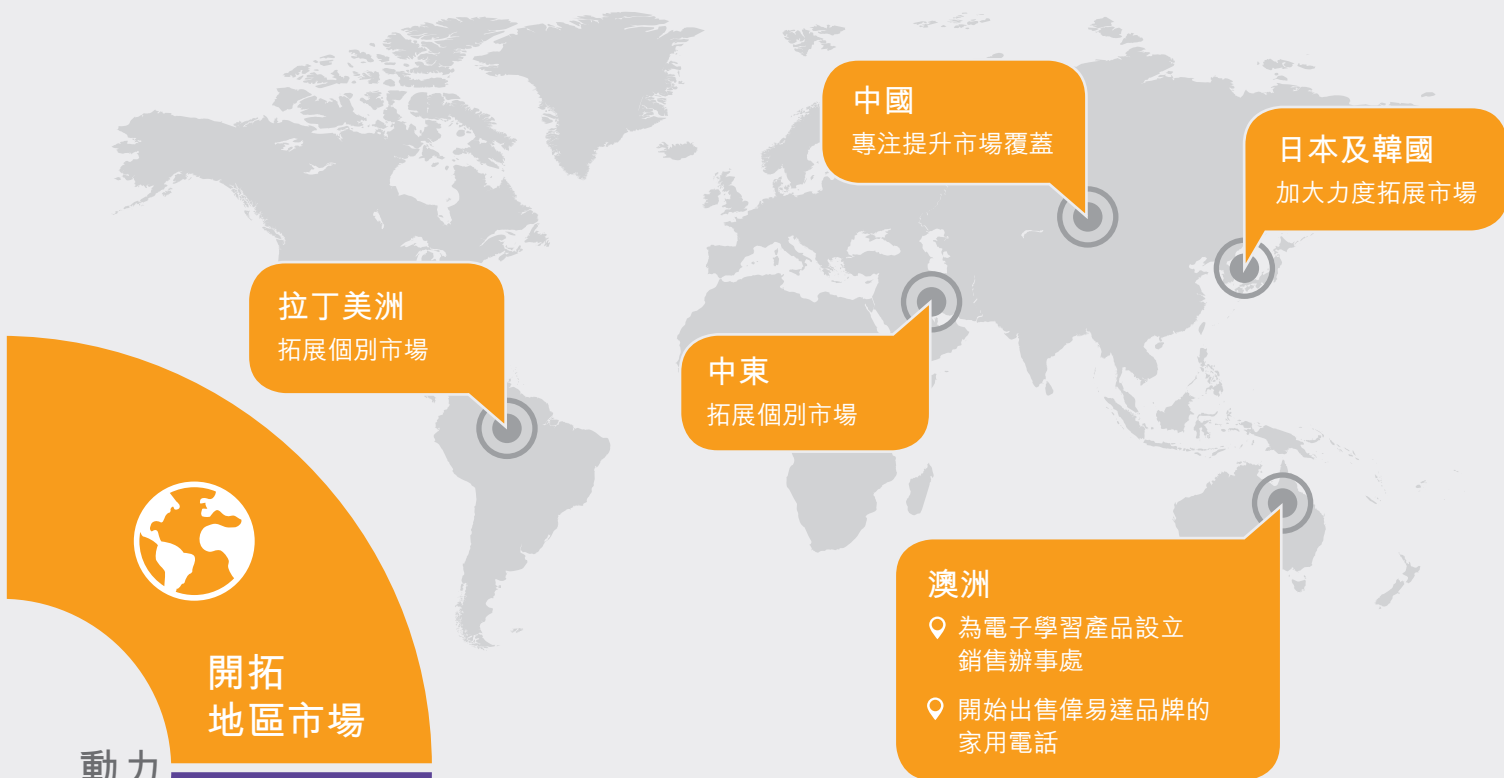 中國
專注提升市場覆蓋
日本及韓國
加大力度拓展市場
拉丁美洲
拓展個別市場
中東
拓展個別市場
澳洲
為電子學習產品設立
銷售辦事處
開始出售偉易達品牌的
家用電話
開拓
地區市場
動力